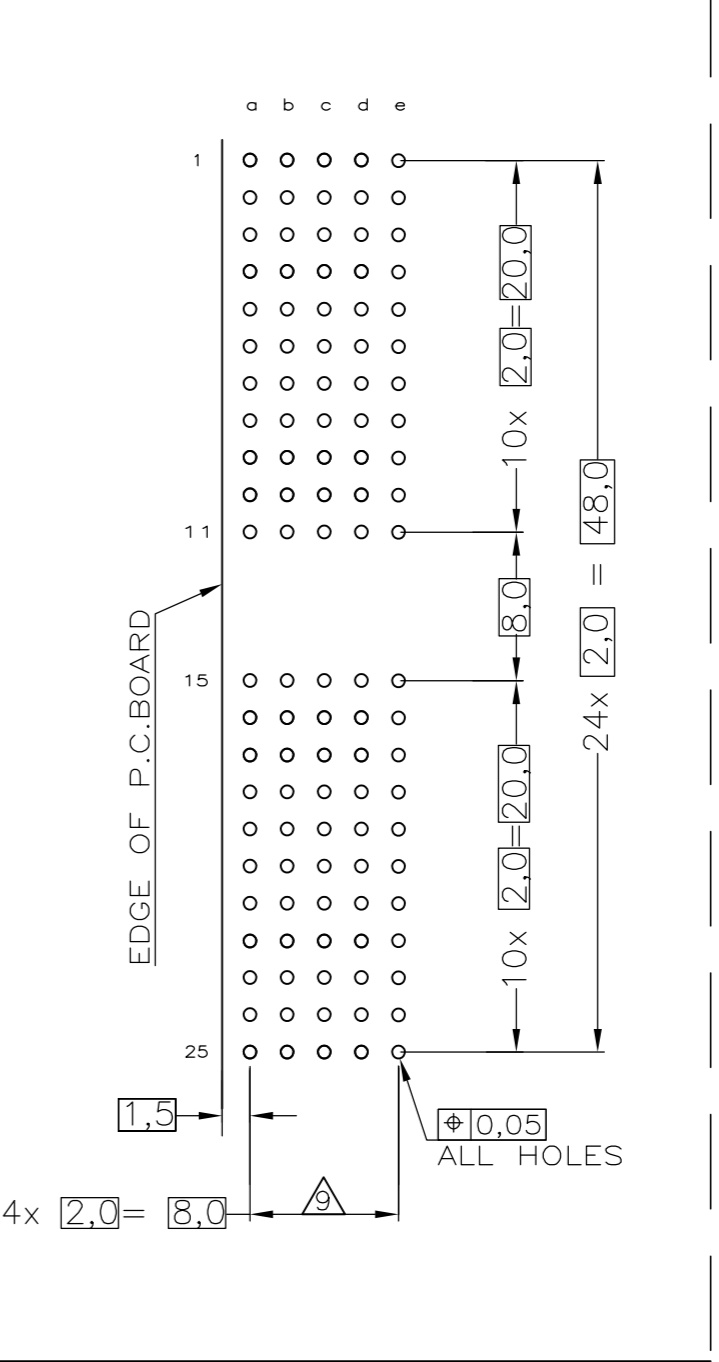 a b c d e
1
10x 2,0=20,0
11
8,0
24x 2,0 = 48,0
EDGE OF P.C.BOARD
15
10x 2,0=20,0
25
1,5
⌖ 0,05
ALL HOLES
4x 2,0= 8,0
9